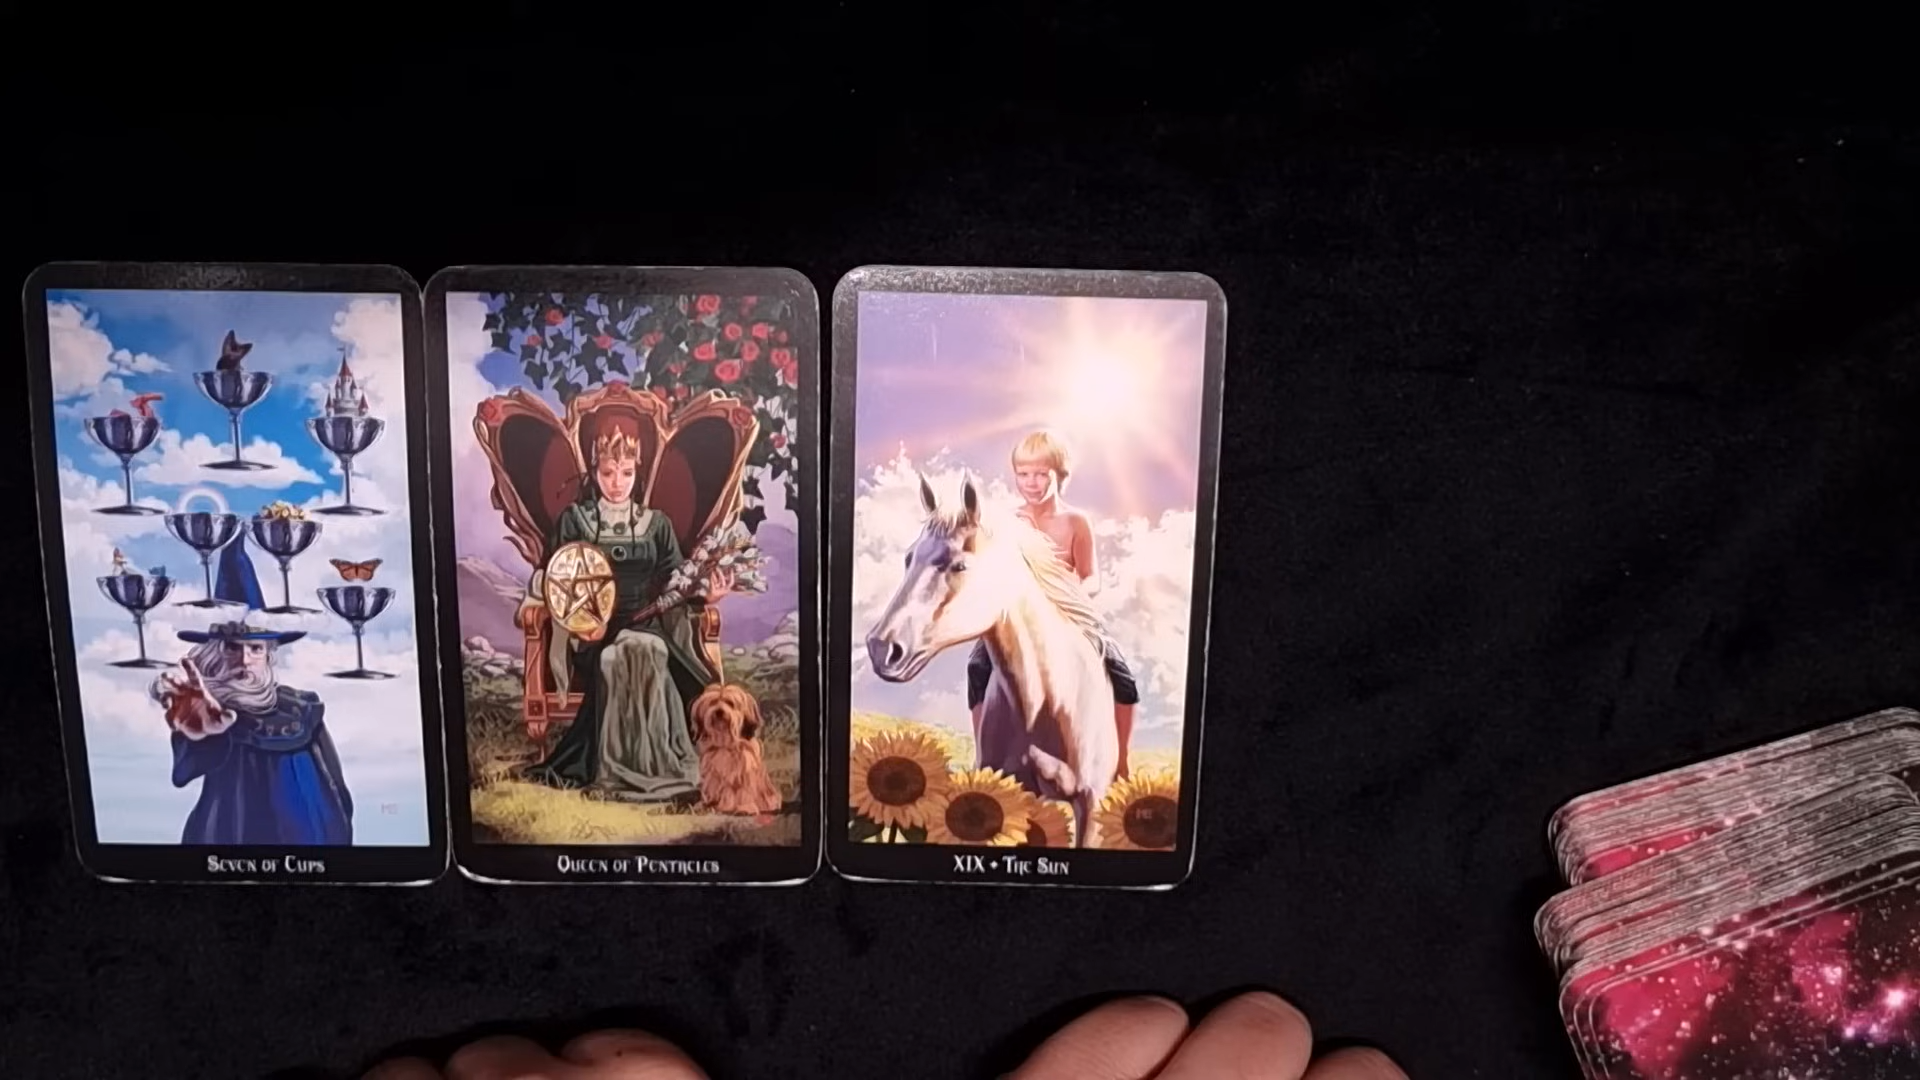 Seven of Cups
Queen of Pentacles
XIX • The Sun